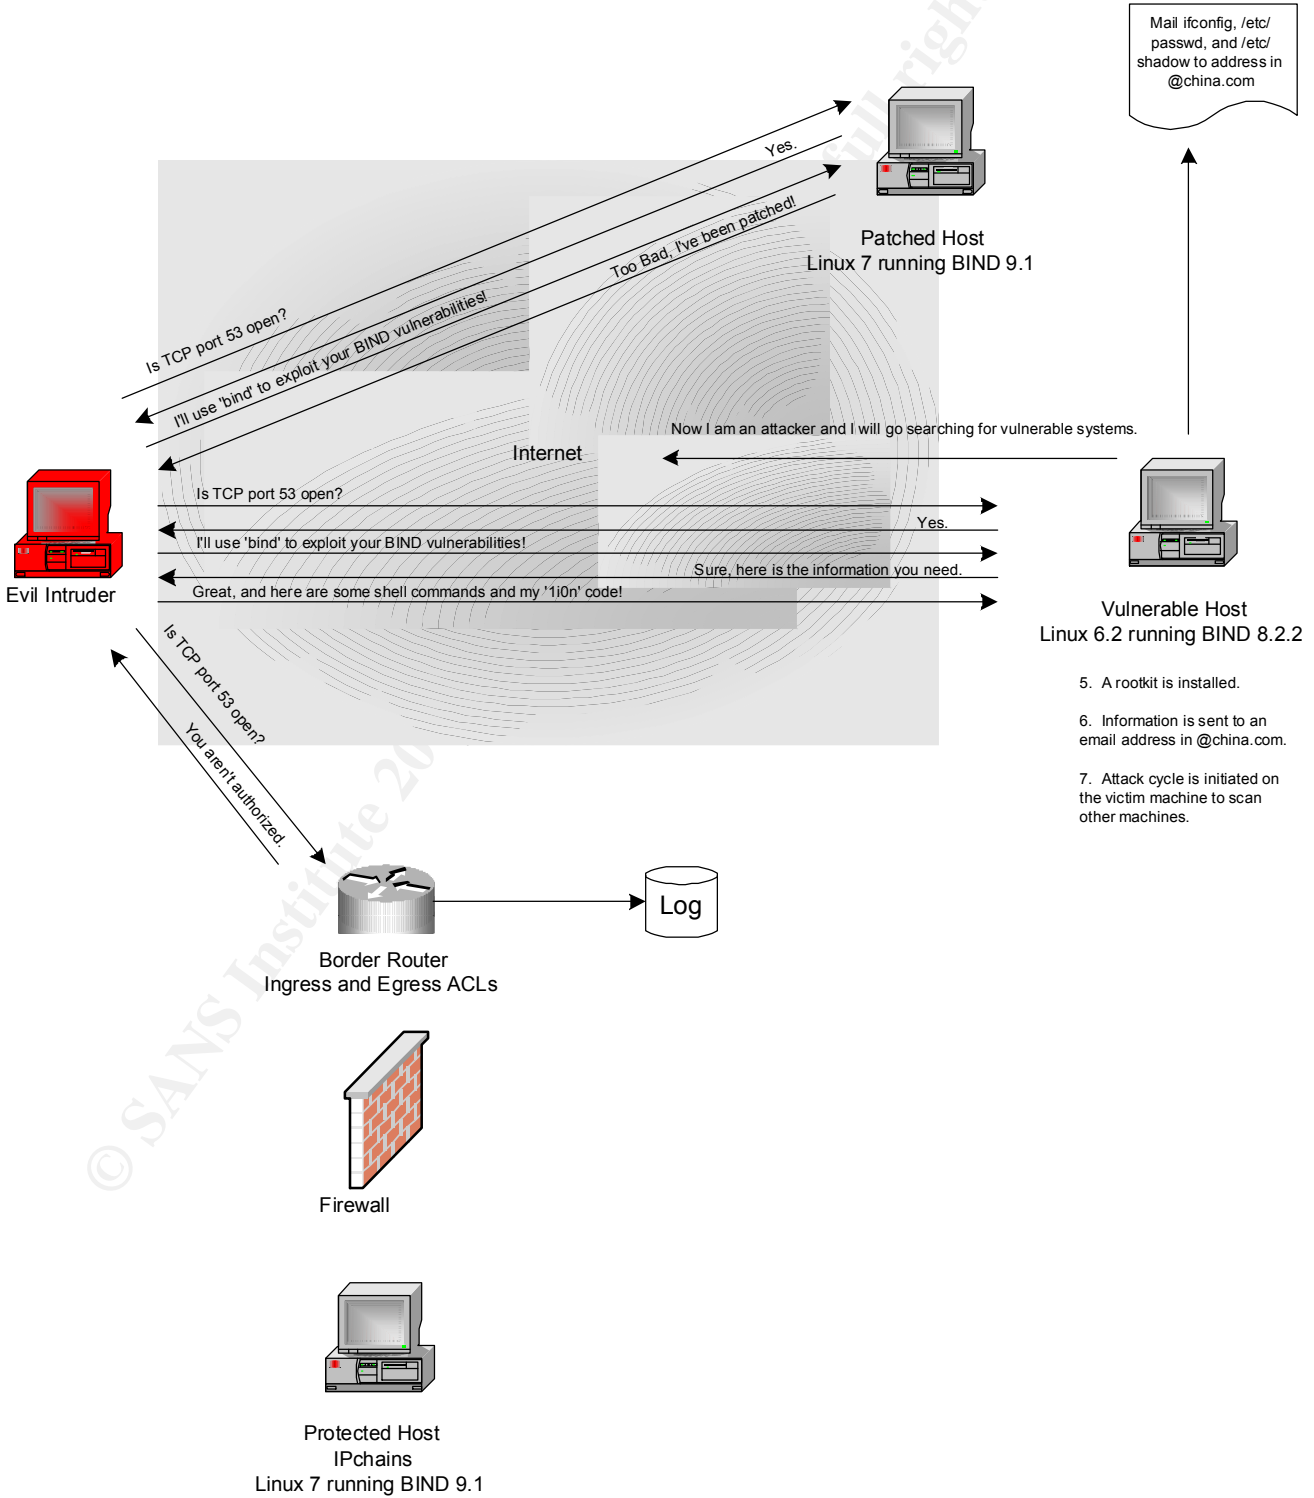 Mail ifconfig, /etc/
passwd, and /etc/
shadow to address in
@china.com
Yes.
Too Bad, I've been patched!
Patched Host
Linux 7 running BIND 9.1
Is TCP port 53 open?
I'll use 'bind' to exploit your BIND vulnerabilities!
Internet
Now I am an attacker and I will go searching for vulnerable systems.
Is TCP port 53 open?
Yes.
I'll use 'bind' to exploit your BIND vulnerabilities!
Sure, here is the information you need.
Great, and here are some shell commands and my '1i0n' code!
Evil Intruder
Vulnerable Host
Linux 6.2 running BIND 8.2.2
5. A rootkit is installed.
6. Information is sent to an
email address in @china.com.
7. Attack cycle is initiated on
the victim machine to scan
other machines.
Is TCP port 53 open?
You aren't authorized.
Log
Border Router
Ingress and Egress ACLs
Firewall
Protected Host
IPchains
Linux 7 running BIND 9.1
© SANS Institute 20
full righ